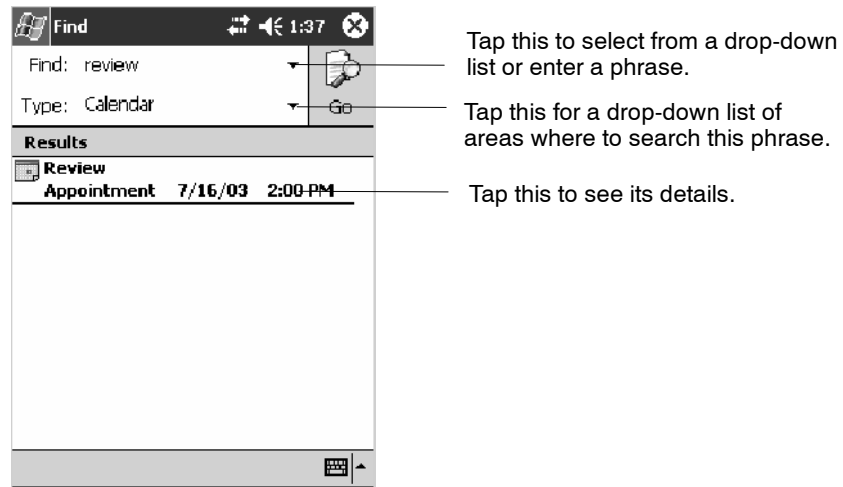 Find 1:37
Find: review
Type: Calendar
Go
Results
Review
Appointment 7/16/03 2:00 PM
Tap this to select from a drop-down
list or enter a phrase.
Tap this for a drop-down list of
areas where to search this phrase.
Tap this to see its details.